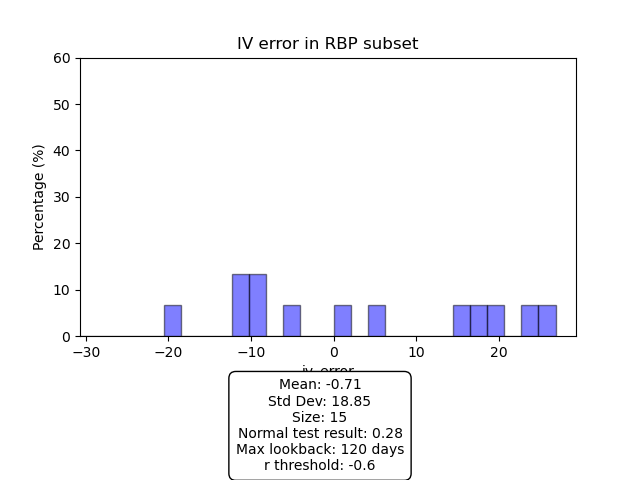 IV error in RBP subset
Percentage (%)
60
50
40
30
20
10
0
−30 −20 −10 0 10 20
iv_error
Mean: -0.71
Std Dev: 18.85
Size: 15
Normal test result: 0.28
Max lookback: 120 days
r threshold: -0.6